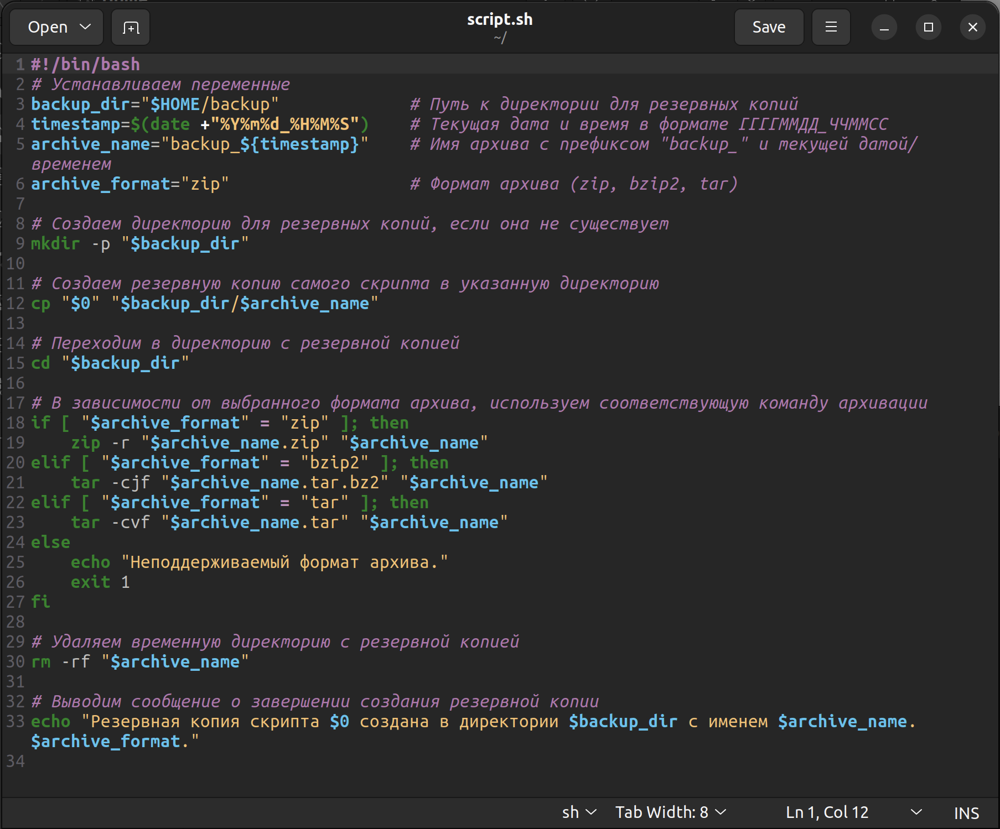 Open
script.sh
~/
Save
1 #!/bin/bash
2 # Устанавливаем переменные
3 backup_dir="$HOME/backup" # Путь к директории для резервных копий
4 timestamp=$(date +"%Y%m%d_%H%M%S") # Текущая дата и время в формате ГГГГММДД_ЧЧММСС
5 archive_name="backup_${timestamp}" # Имя архива с префиксом "backup_" и текущей датой/
временем
6 archive_format="zip" # Формат архива (zip, bzip2, tar)
7
8 # Создаем директорию для резервных копий, если она не существует
9 mkdir -p "$backup_dir"
10
11 # Создаем резервную копию самого скрипта в указанную директорию
12 cp "$0" "$backup_dir/$archive_name"
13
14 # Переходим в директорию с резервной копией
15 cd "$backup_dir"
16
17 # В зависимости от выбранного формата архива, используем соответствующую команду архивации
18 if [ "$archive_format" = "zip" ]; then
19     zip -r "$archive_name.zip" "$archive_name"
20 elif [ "$archive_format" = "bzip2" ]; then
21     tar -cjf "$archive_name.tar.bz2" "$archive_name"
22 elif [ "$archive_format" = "tar" ]; then
23     tar -cvf "$archive_name.tar" "$archive_name"
24 else
25     echo "Неподдерживаемый формат архива."
26     exit 1
27 fi
28
29 # Удаляем временную директорию с резервной копией
30 rm -rf "$archive_name"
31
32 # Выводим сообщение о завершении создания резервной копии
33 echo "Резервная копия скрипта $0 создана в директории $backup_dir с именем $archive_name.
$archive_format."
34
sh Tab Width: 8 Ln 1, Col 12 INS